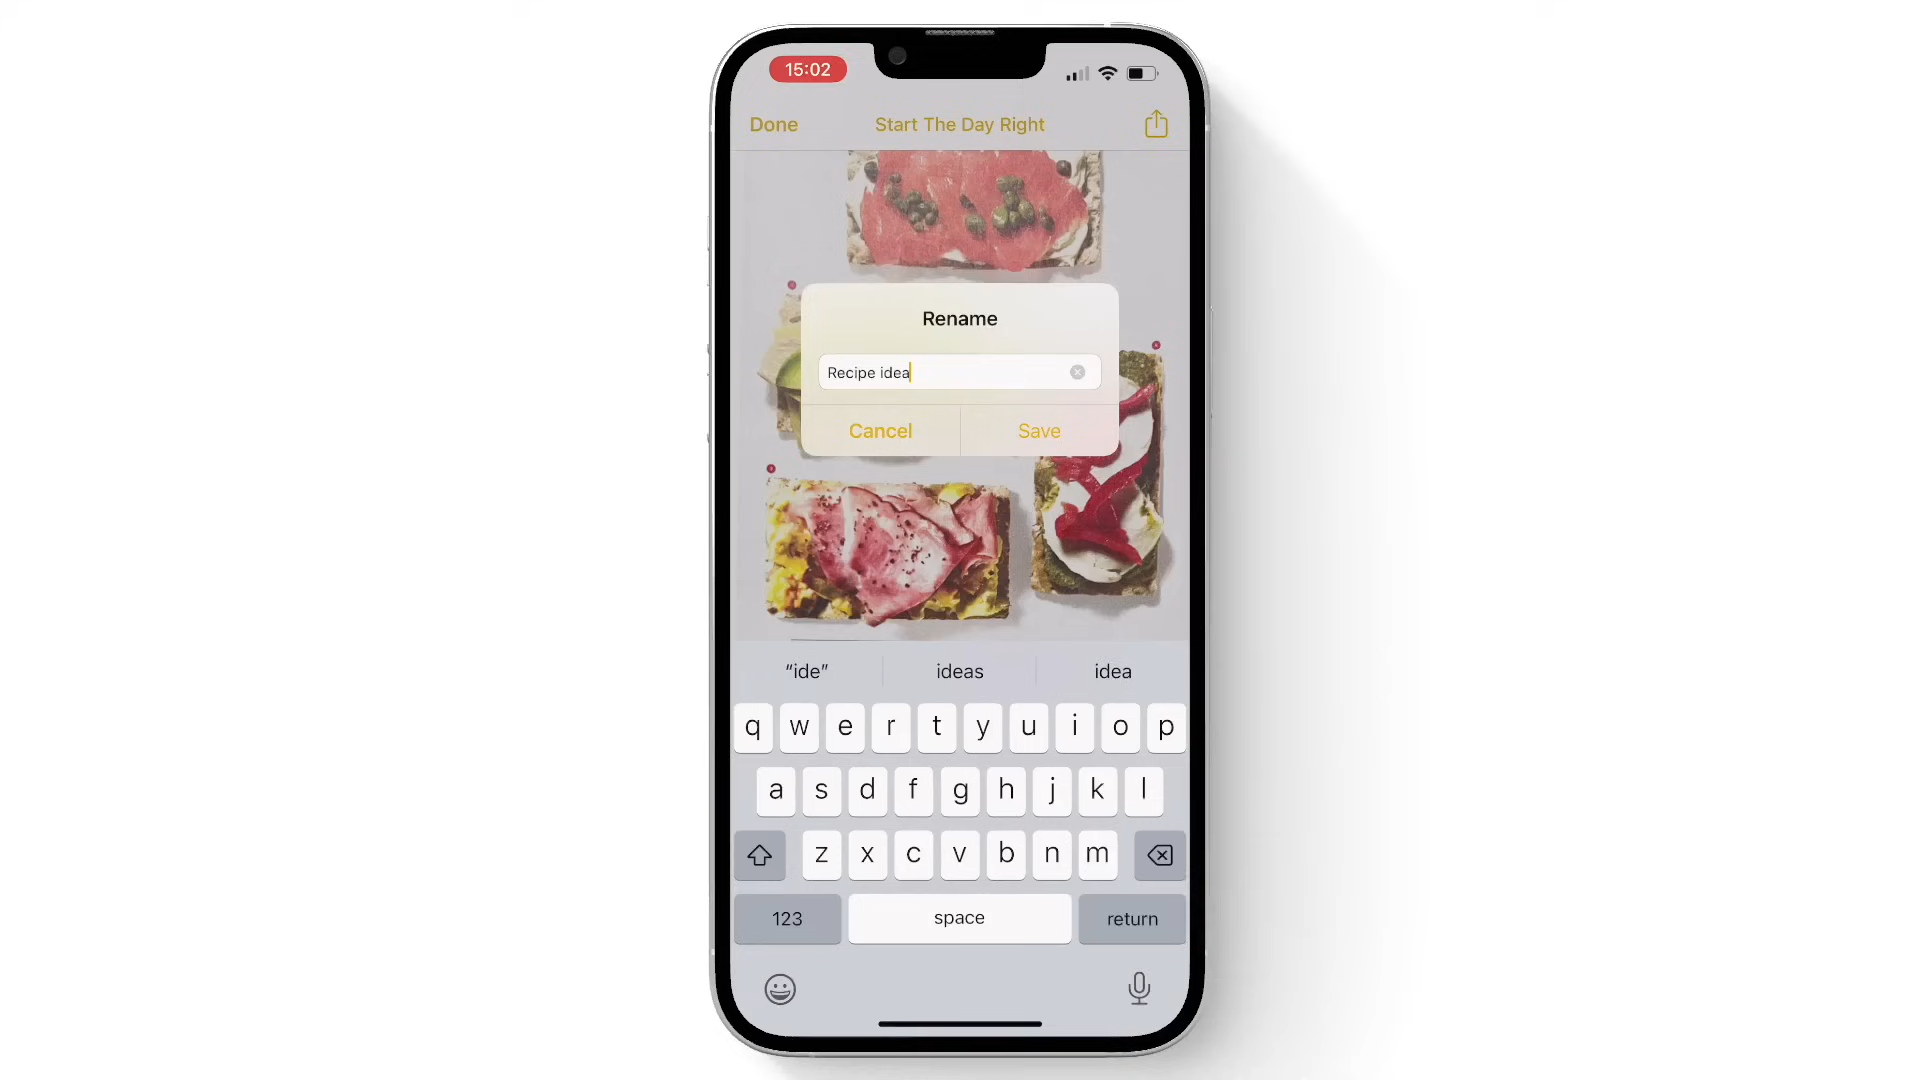 15:02
Done
Start The Day Right
Rename
Recipe idea
Cancel
Save
“ide”
ideas
idea
q w e r t y u i o p
a s d f g h j k l
z x c v b n m
123
space
return